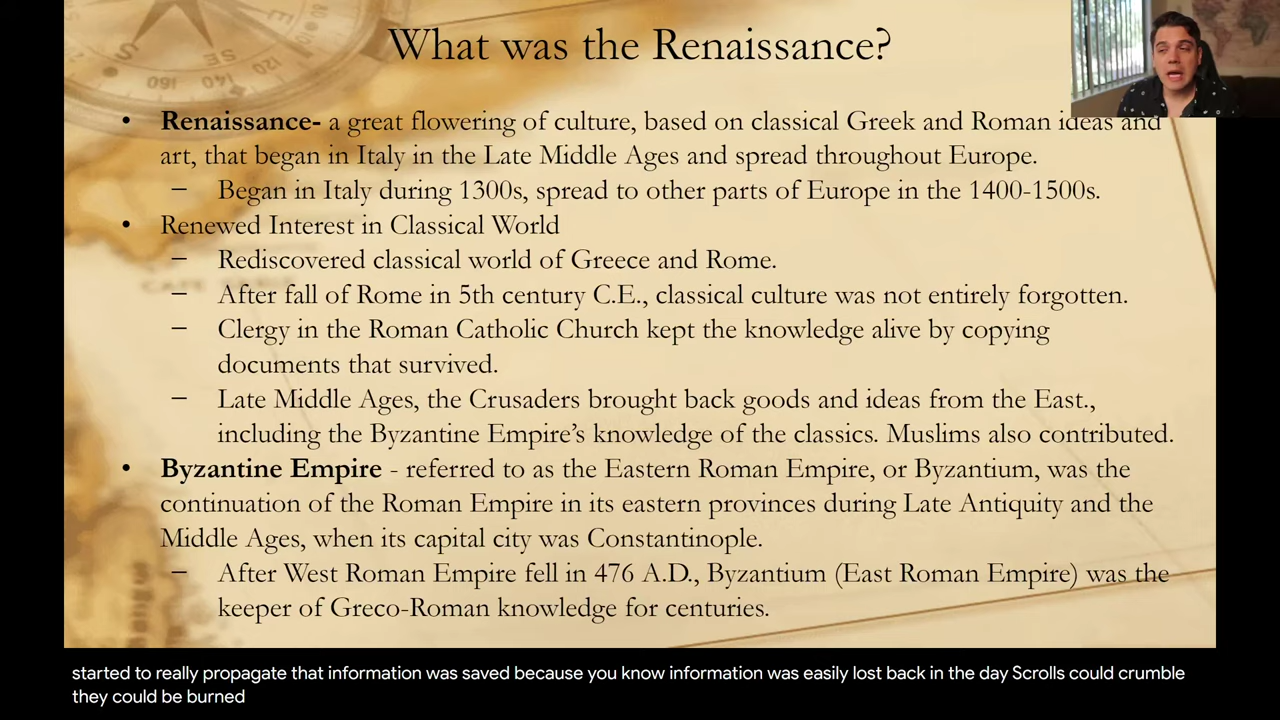 What was the Renaissance?
• Renaissance- a great flowering of culture, based on classical Greek and Roman ideas and
art, that began in Italy in the Late Middle Ages and spread throughout Europe.
– Began in Italy during 1300s, spread to other parts of Europe in the 1400-1500s.
• Renewed Interest in Classical World
– Rediscovered classical world of Greece and Rome.
– After fall of Rome in 5th century C.E., classical culture was not entirely forgotten.
– Clergy in the Roman Catholic Church kept the knowledge alive by copying
documents that survived.
– Late Middle Ages, the Crusaders brought back goods and ideas from the East.,
including the Byzantine Empire’s knowledge of the classics. Muslims also contributed.
• Byzantine Empire - referred to as the Eastern Roman Empire, or Byzantium, was the
continuation of the Roman Empire in its eastern provinces during Late Antiquity and the
Middle Ages, when its capital city was Constantinople.
– After West Roman Empire fell in 476 A.D., Byzantium (East Roman Empire) was the
keeper of Greco-Roman knowledge for centuries.
started to really propagate that information was saved because you know information was easily lost back in the day Scrolls could crumble
they could be burned